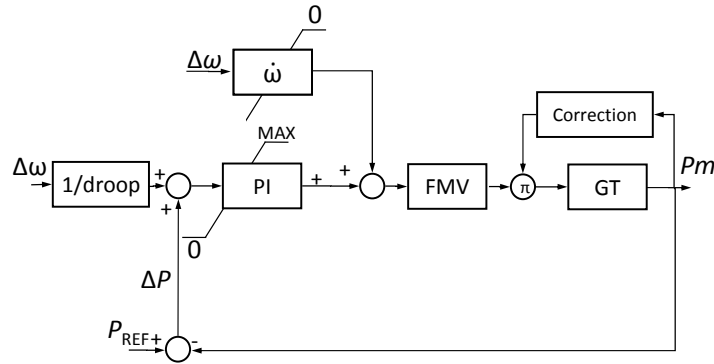 0
Δω
ω̇
Correction
MAX
Δω
1/droop
+
+
PI
+
+
FMV
π
GT
Pm
0
ΔP
P_REF
+
-